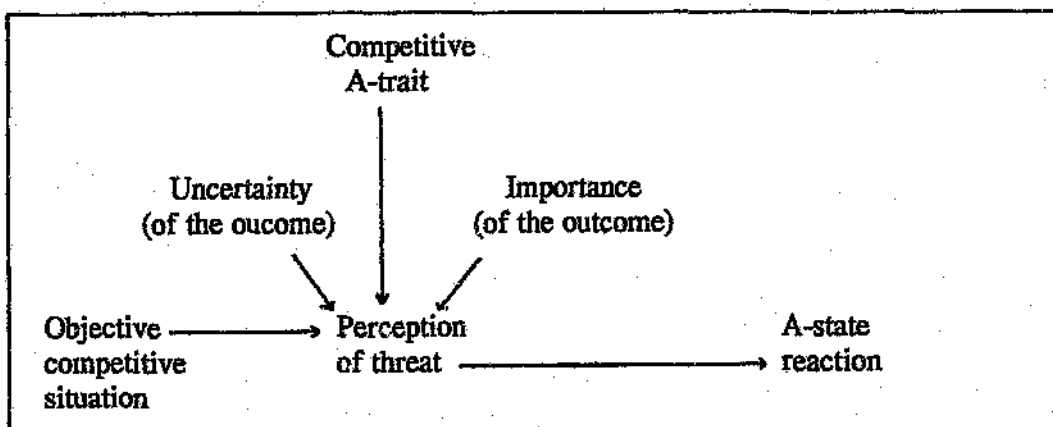 Competitive
A-trait
Uncertainty
(of the oucome)
Importance
(of the outcome)
Objective
competitive
situation
Perception
of threat
A-state
reaction